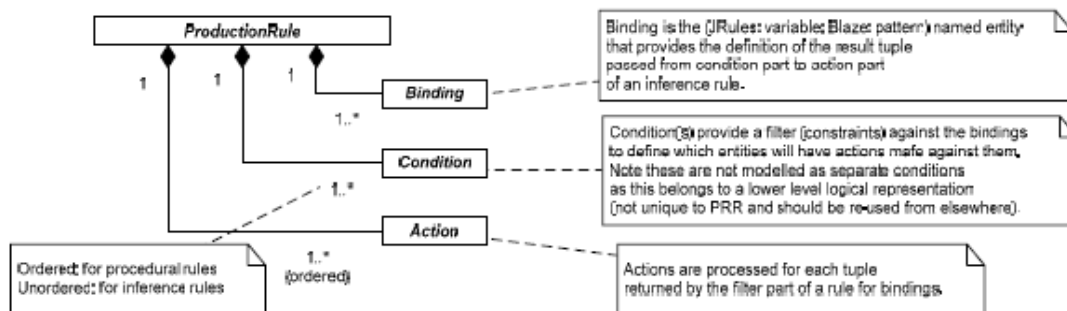 ProductionRule
1
1
1
Binding
1..*
Binding is the (JRules: variable; Blaze: pattern) named entity
that provides the definition of the result tuple
passed from condition part to action part
of an inference rule.
Condition
1..*
Condition(s) provide a filter (constraints) against the bindings
to define which entities will have actions mafe against them.
Note these are not modelled as separate conditions
as this belongs to a lower level logical representation
(not unique to PRR and should be re-used from elsewhere).
Action
1..*
(ordered)
Ordered: for procedural rules
Unordered: for inference rules
Actions are processed for each tuple
returned by the filter part of a rule for bindings.